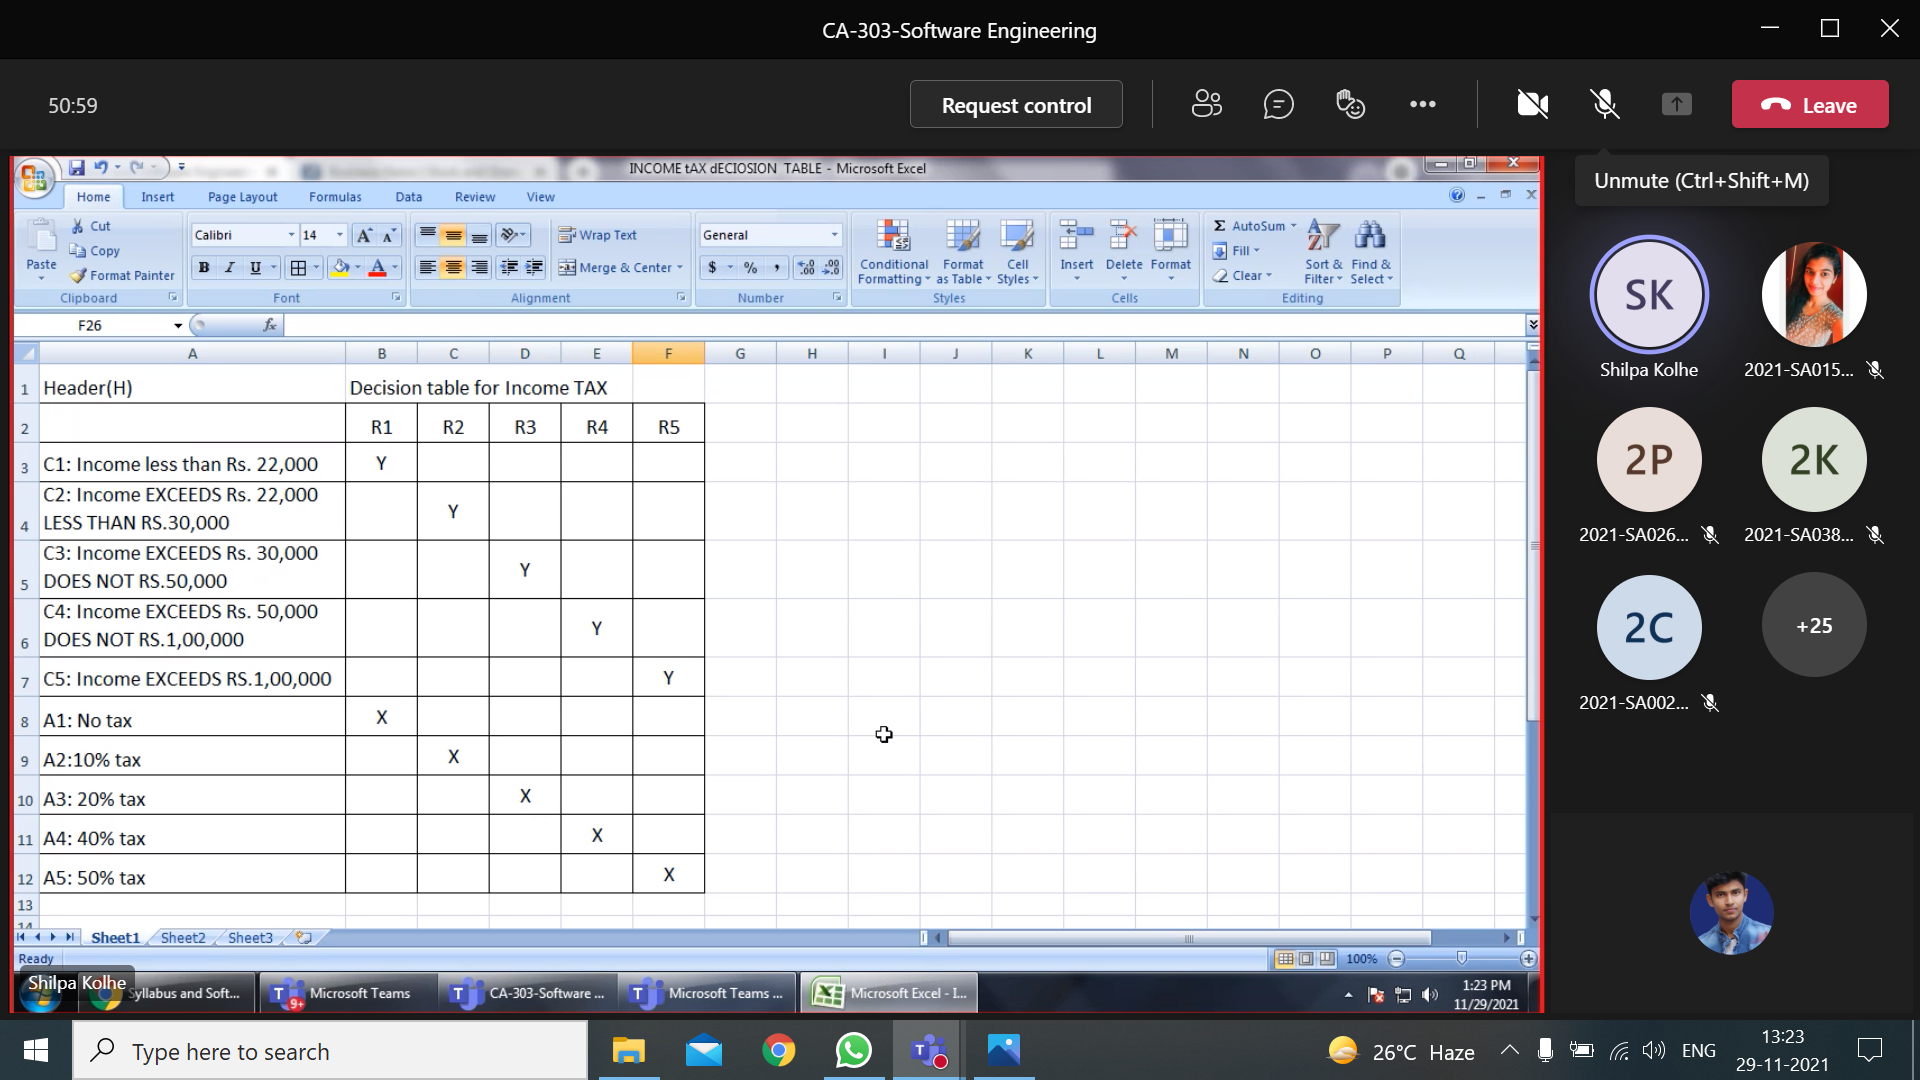 CA-303-Software Engineering
50:59
Request control
Leave
Unmute (Ctrl+Shift+M)
INCOME tAX dECIOSION TABLE - Microsoft Excel
Home Insert Page Layout Formulas Data Review View
Cut
Copy
Format Painter
Paste
Clipboard
Calibri 14
B I U
Font
Wrap Text
Merge & Center
Alignment
General
$ % ,
Number
Conditional Formatting
Format as Table
Cell Styles
Styles
Insert Delete Format
Cells
Σ AutoSum
Fill
Clear
Sort & Filter
Find & Select
Editing
F26 fx
A B C D E F G H I J K L M N O P Q
1 Header(H) Decision table for Income TAX
2 R1 R2 R3 R4 R5
3 C1: Income less than Rs. 22,000 Y
C2: Income EXCEEDS Rs. 22,000
4 LESS THAN RS.30,000 Y
C3: Income EXCEEDS Rs. 30,000
5 DOES NOT RS.50,000 Y
C4: Income EXCEEDS Rs. 50,000
6 DOES NOT RS.1,00,000 Y
7 C5: Income EXCEEDS RS.1,00,000 Y
8 A1: No tax X
9 A2:10% tax X
10 A3: 20% tax X
11 A4: 40% tax X
12 A5: 50% tax X
13
14
Sheet1 Sheet2 Sheet3
Ready 100%
Shilpa Kolhe
Syllabus and Soft...
9+ Microsoft Teams
CA-303-Software ...
Microsoft Teams ...
Microsoft Excel - I...
1:23 PM
11/29/2021
SK
Shilpa Kolhe
2021-SA015...
2P
2021-SA026...
2K
2021-SA038...
2C
2021-SA002...
+25
Type here to search
26°C Haze
ENG
13:23
29-11-2021